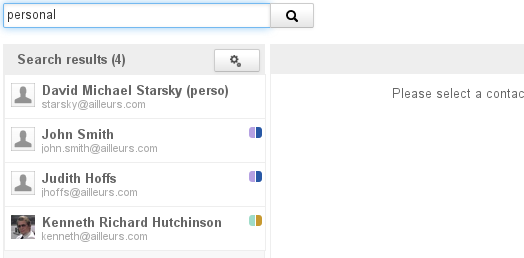 personal
Search results (4)
David Michael Starsky (perso)
starsky@ailleurs.com
Please select a contac
John Smith
john.smith@ailleurs.com
Judith Hoffs
jhoffs@ailleurs.com
Kenneth Richard Hutchinson
kenneth@ailleurs.com